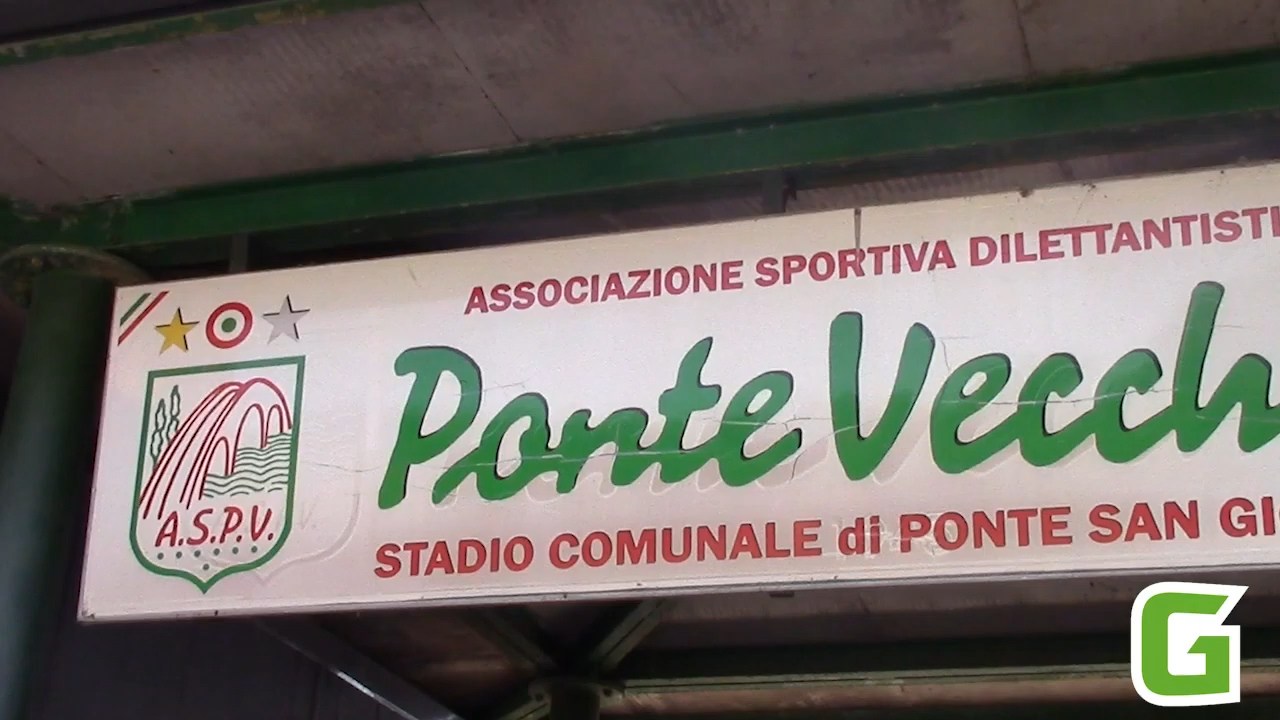 ASSOCIAZIONE SPORTIVA DILETTANTISTI
Ponte Vecch
A.S.P.V.
STADIO COMUNALE di PONTE SAN GI
G